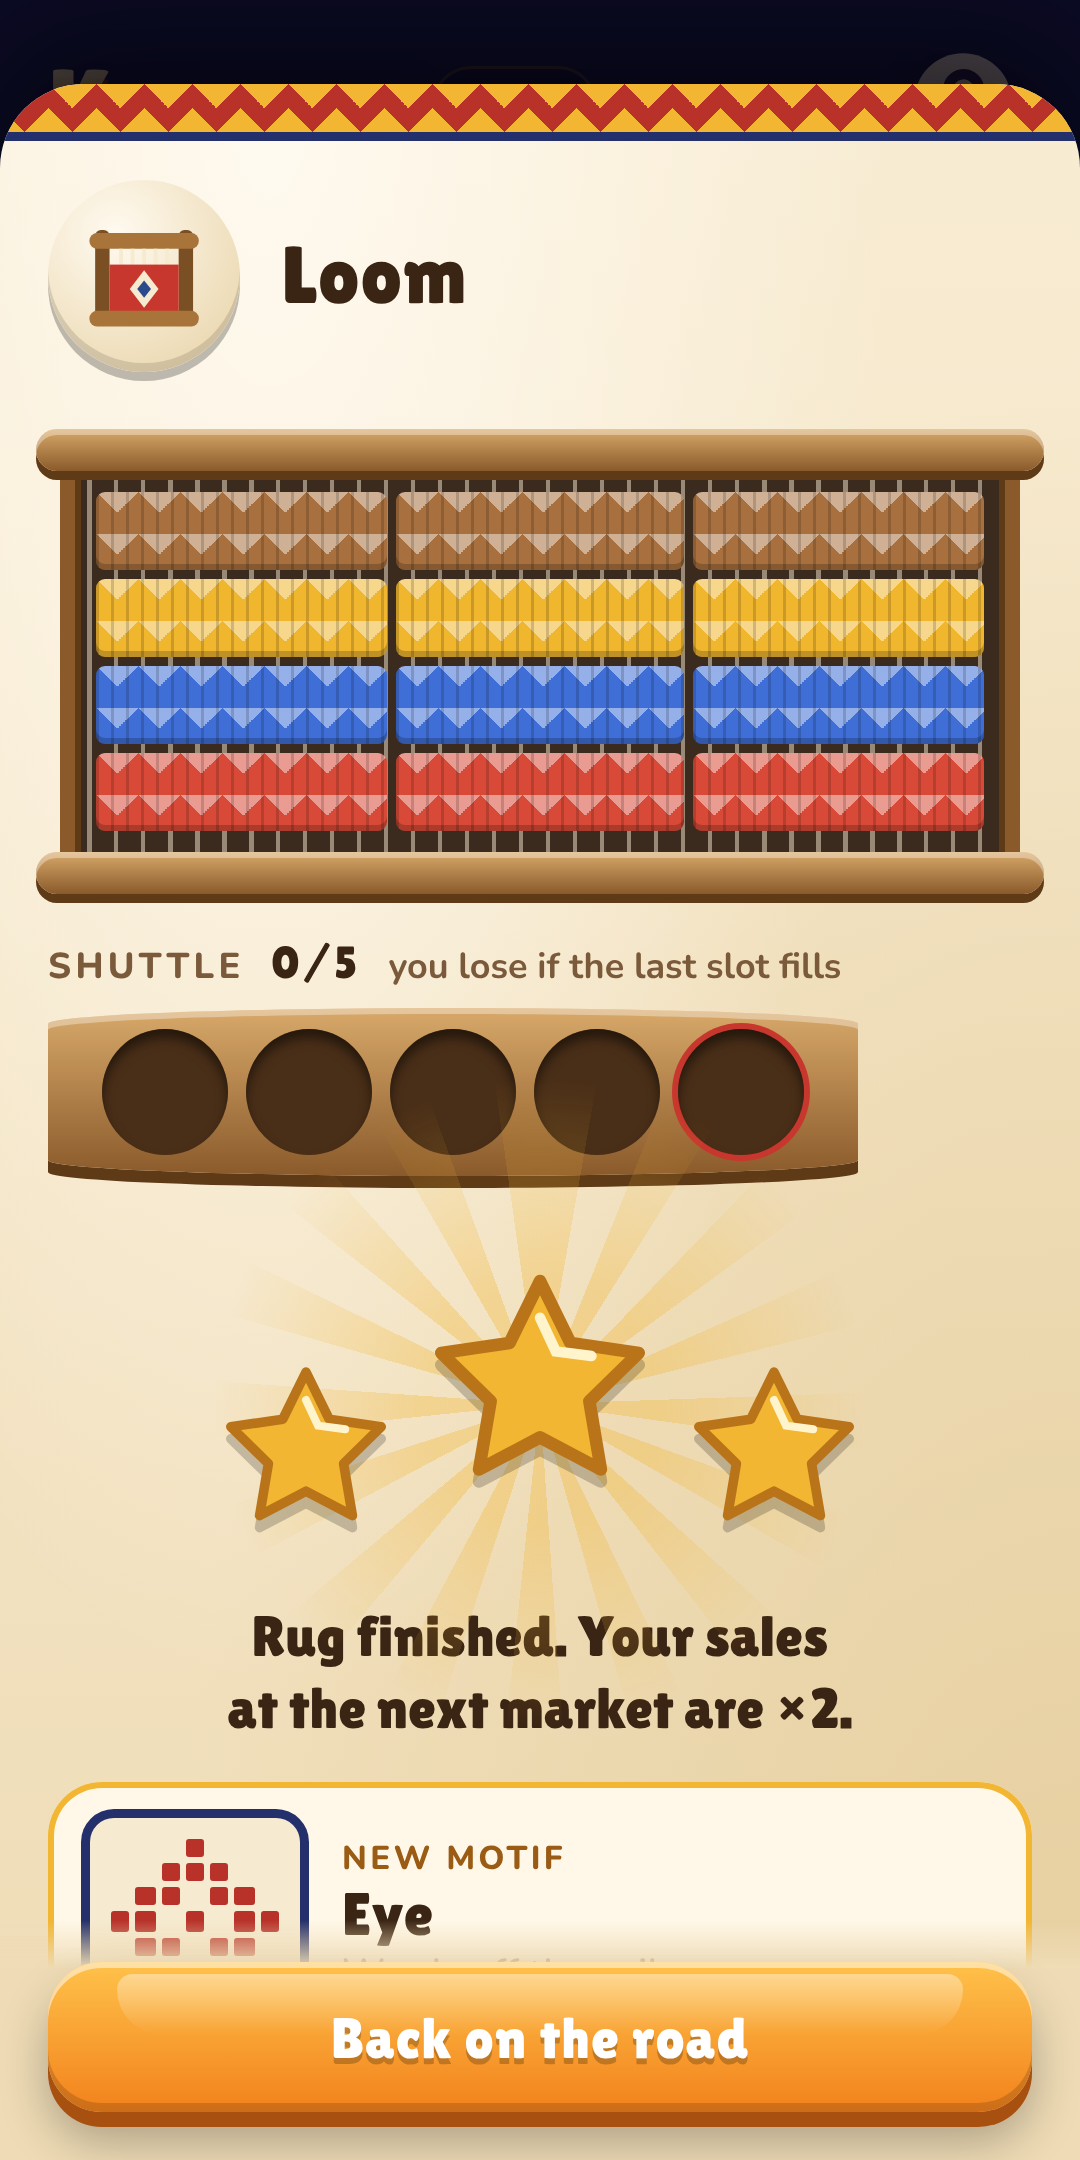 Loom
SHUTTLE 0/5 you lose if the last slot fills
Rug finished. Your sales
at the next market are ×2.
NEW MOTIF
Eye
Back on the road